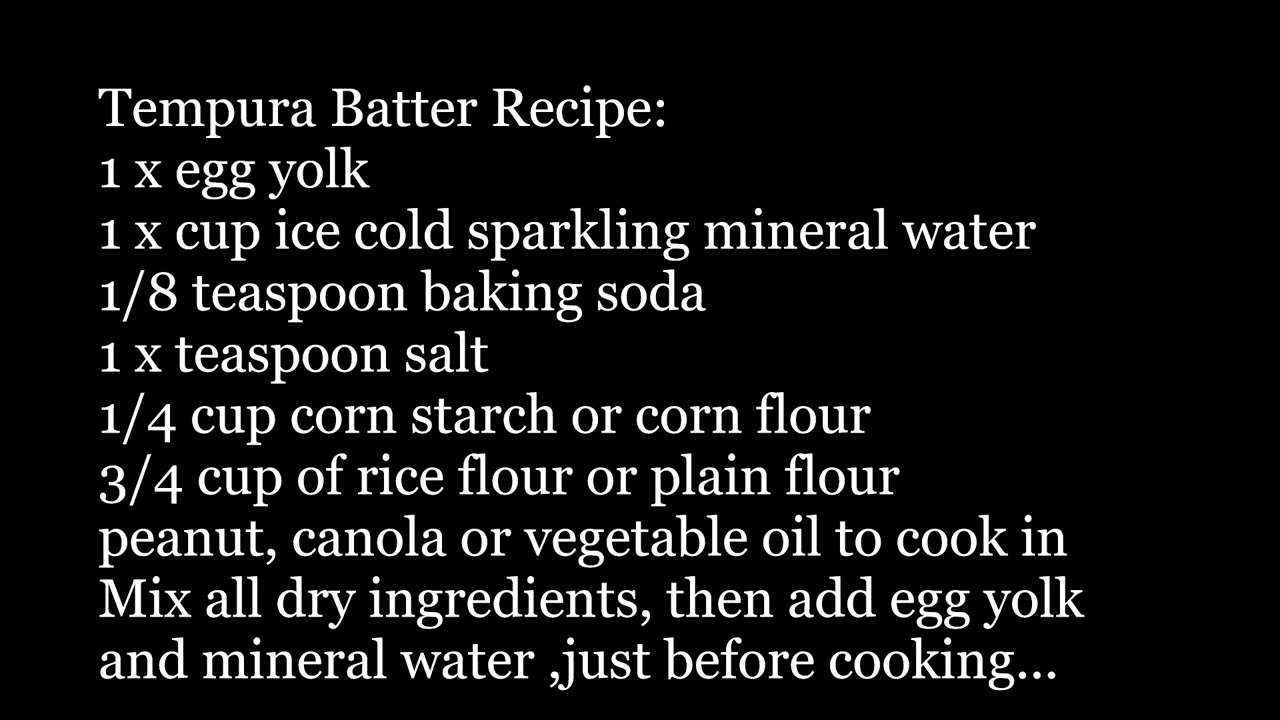 Tempura Batter Recipe:
1 x egg yolk
1 x cup ice cold sparkling mineral water
1/8 teaspoon baking soda
1 x teaspoon salt
1/4 cup corn starch or corn flour
3/4 cup of rice flour or plain flour
peanut, canola or vegetable oil to cook in
Mix all dry ingredients, then add egg yolk
and mineral water ,just before cooking...